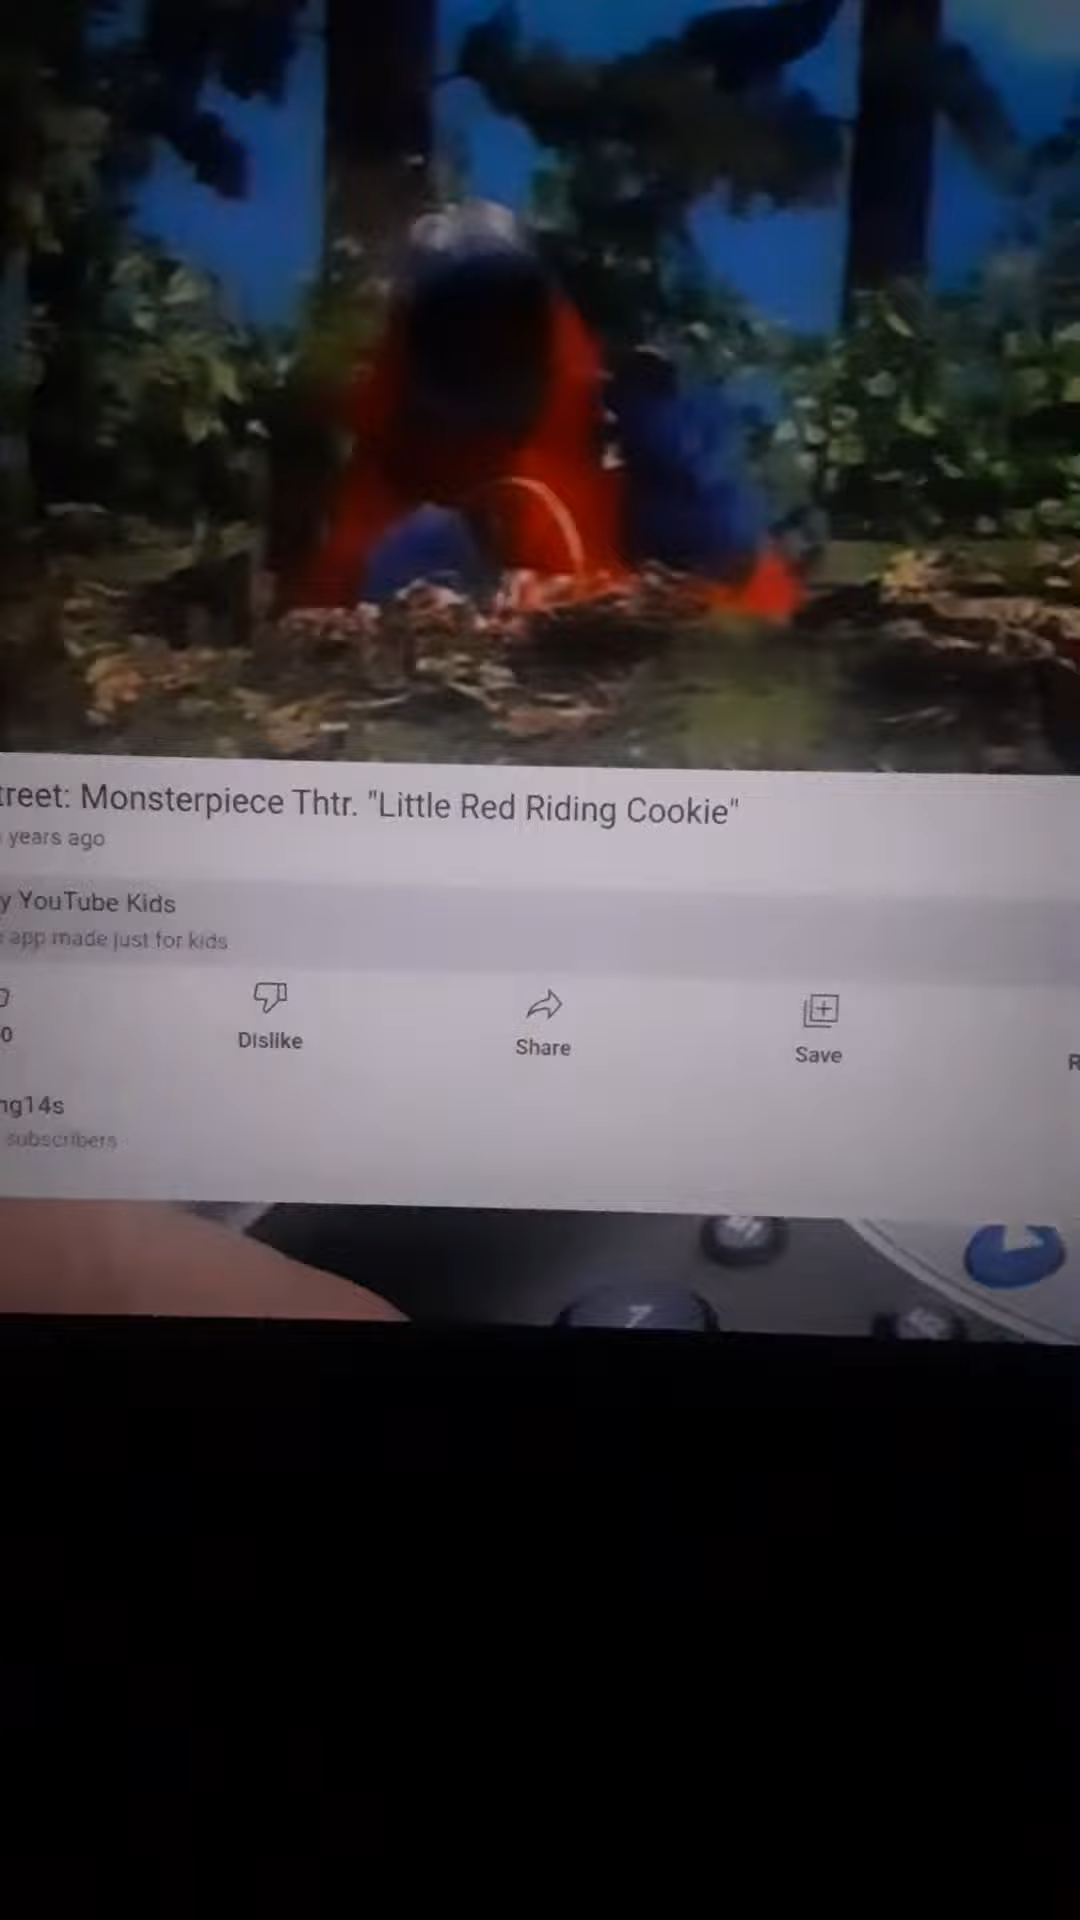 treet: Monsterpiece Thtr. "Little Red Riding Cookie"
years ago
y YouTube Kids
app made just for kids
0
Dislike
Share
Save
R
ng14s
subscribers